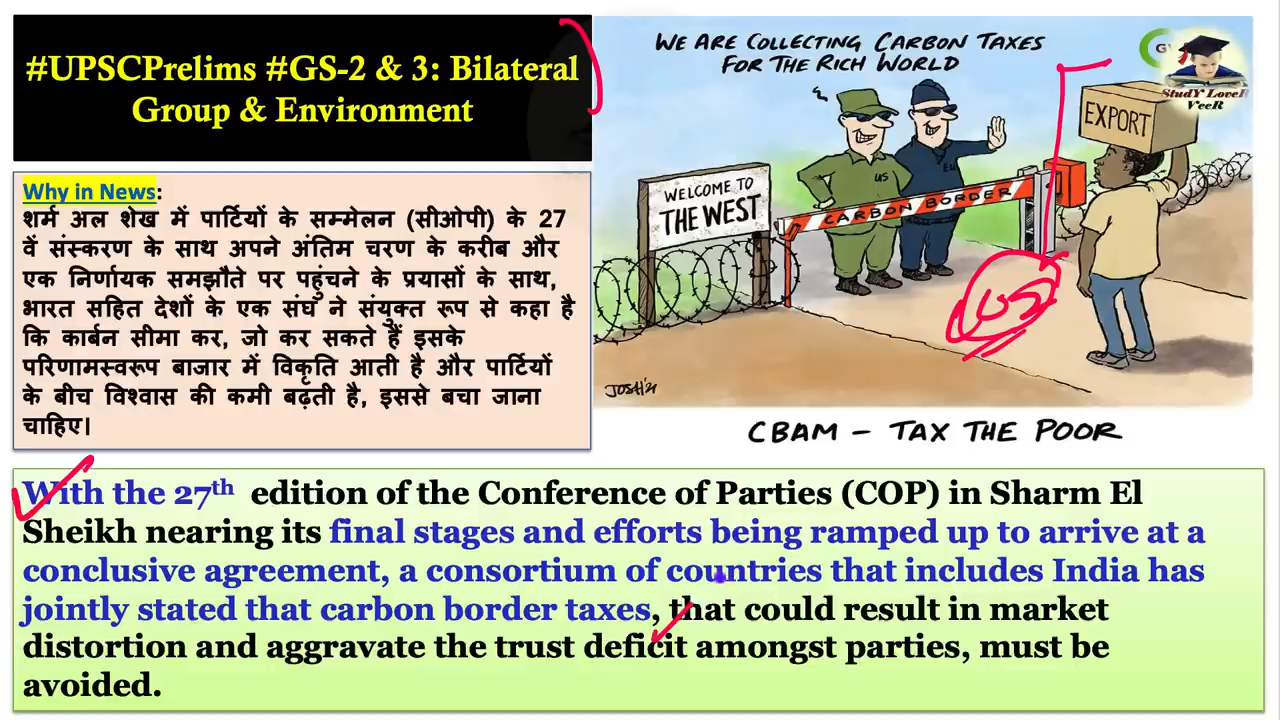 #UPSCPrelims #GS-2 & 3: Bilateral
Group & Environment
Why in News:
शर्म अल शेख में पार्टियों के सम्मेलन (सीओपी) के 27
वें संस्करण के साथ अपने अंतिम चरण के करीब और
एक निर्णायक समझौते पर पहुंचने के प्रयासों के साथ,
भारत सहित देशों के एक संघ ने संयुक्त रूप से कहा है
कि कार्बन सीमा कर, जो कर सकते हैं इसके
परिणामस्वरूप बाजार में विकृति आती है और पार्टियों
के बीच विश्वास की कमी बढ़ती है, इससे बचा जाना
चाहिए।
WE ARE COLLECTING CARBON TAXES
FOR THE RICH WORLD
StudY LoveR
VeeR
EXPORT
US
EU
WELCOME TO
THE WEST
CARBON BORDER
US
JOSHI'21
CBAM – TAX THE POOR
With the 27th edition of the Conference of Parties (COP) in Sharm El
Sheikh nearing its final stages and efforts being ramped up to arrive at a
conclusive agreement, a consortium of countries that includes India has
jointly stated that carbon border taxes, that could result in market
distortion and aggravate the trust deficit amongst parties, must be
avoided.